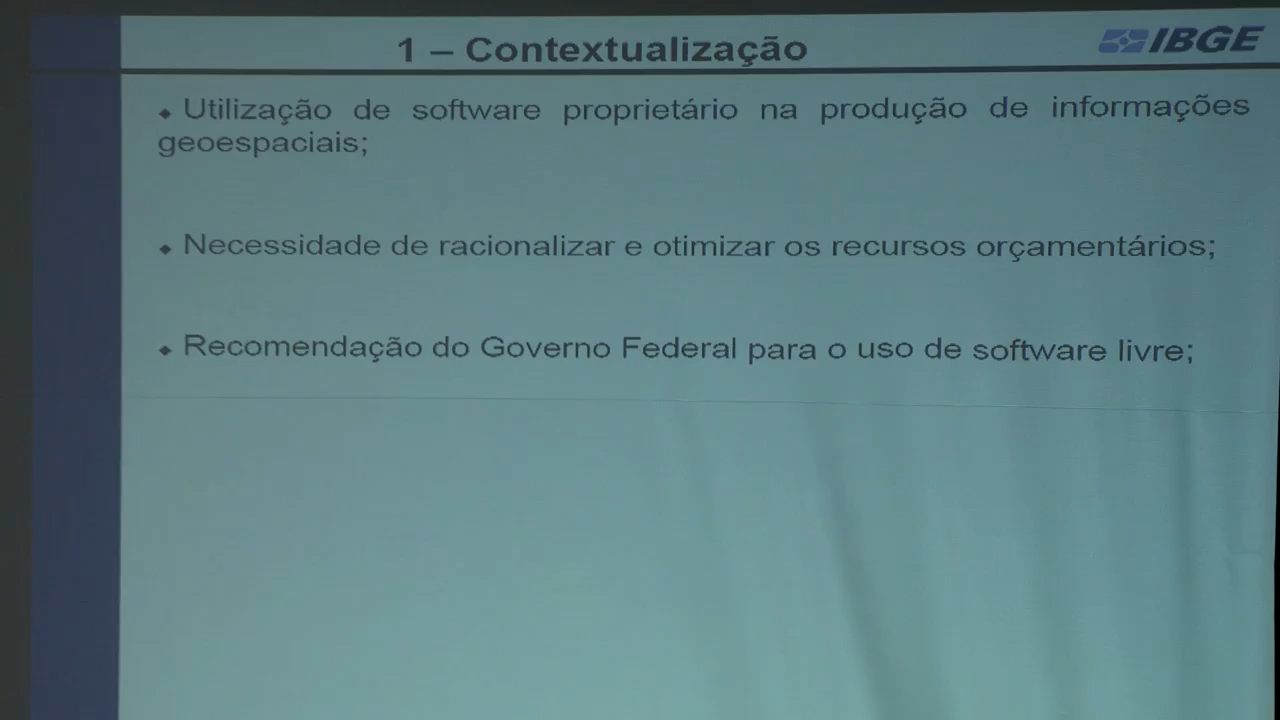 1 – Contextualização
IBGE
⬥ Utilização de software proprietário na produção de informações
geoespaciais;
⬥ Necessidade de racionalizar e otimizar os recursos orçamentários;
⬥ Recomendação do Governo Federal para o uso de software livre;